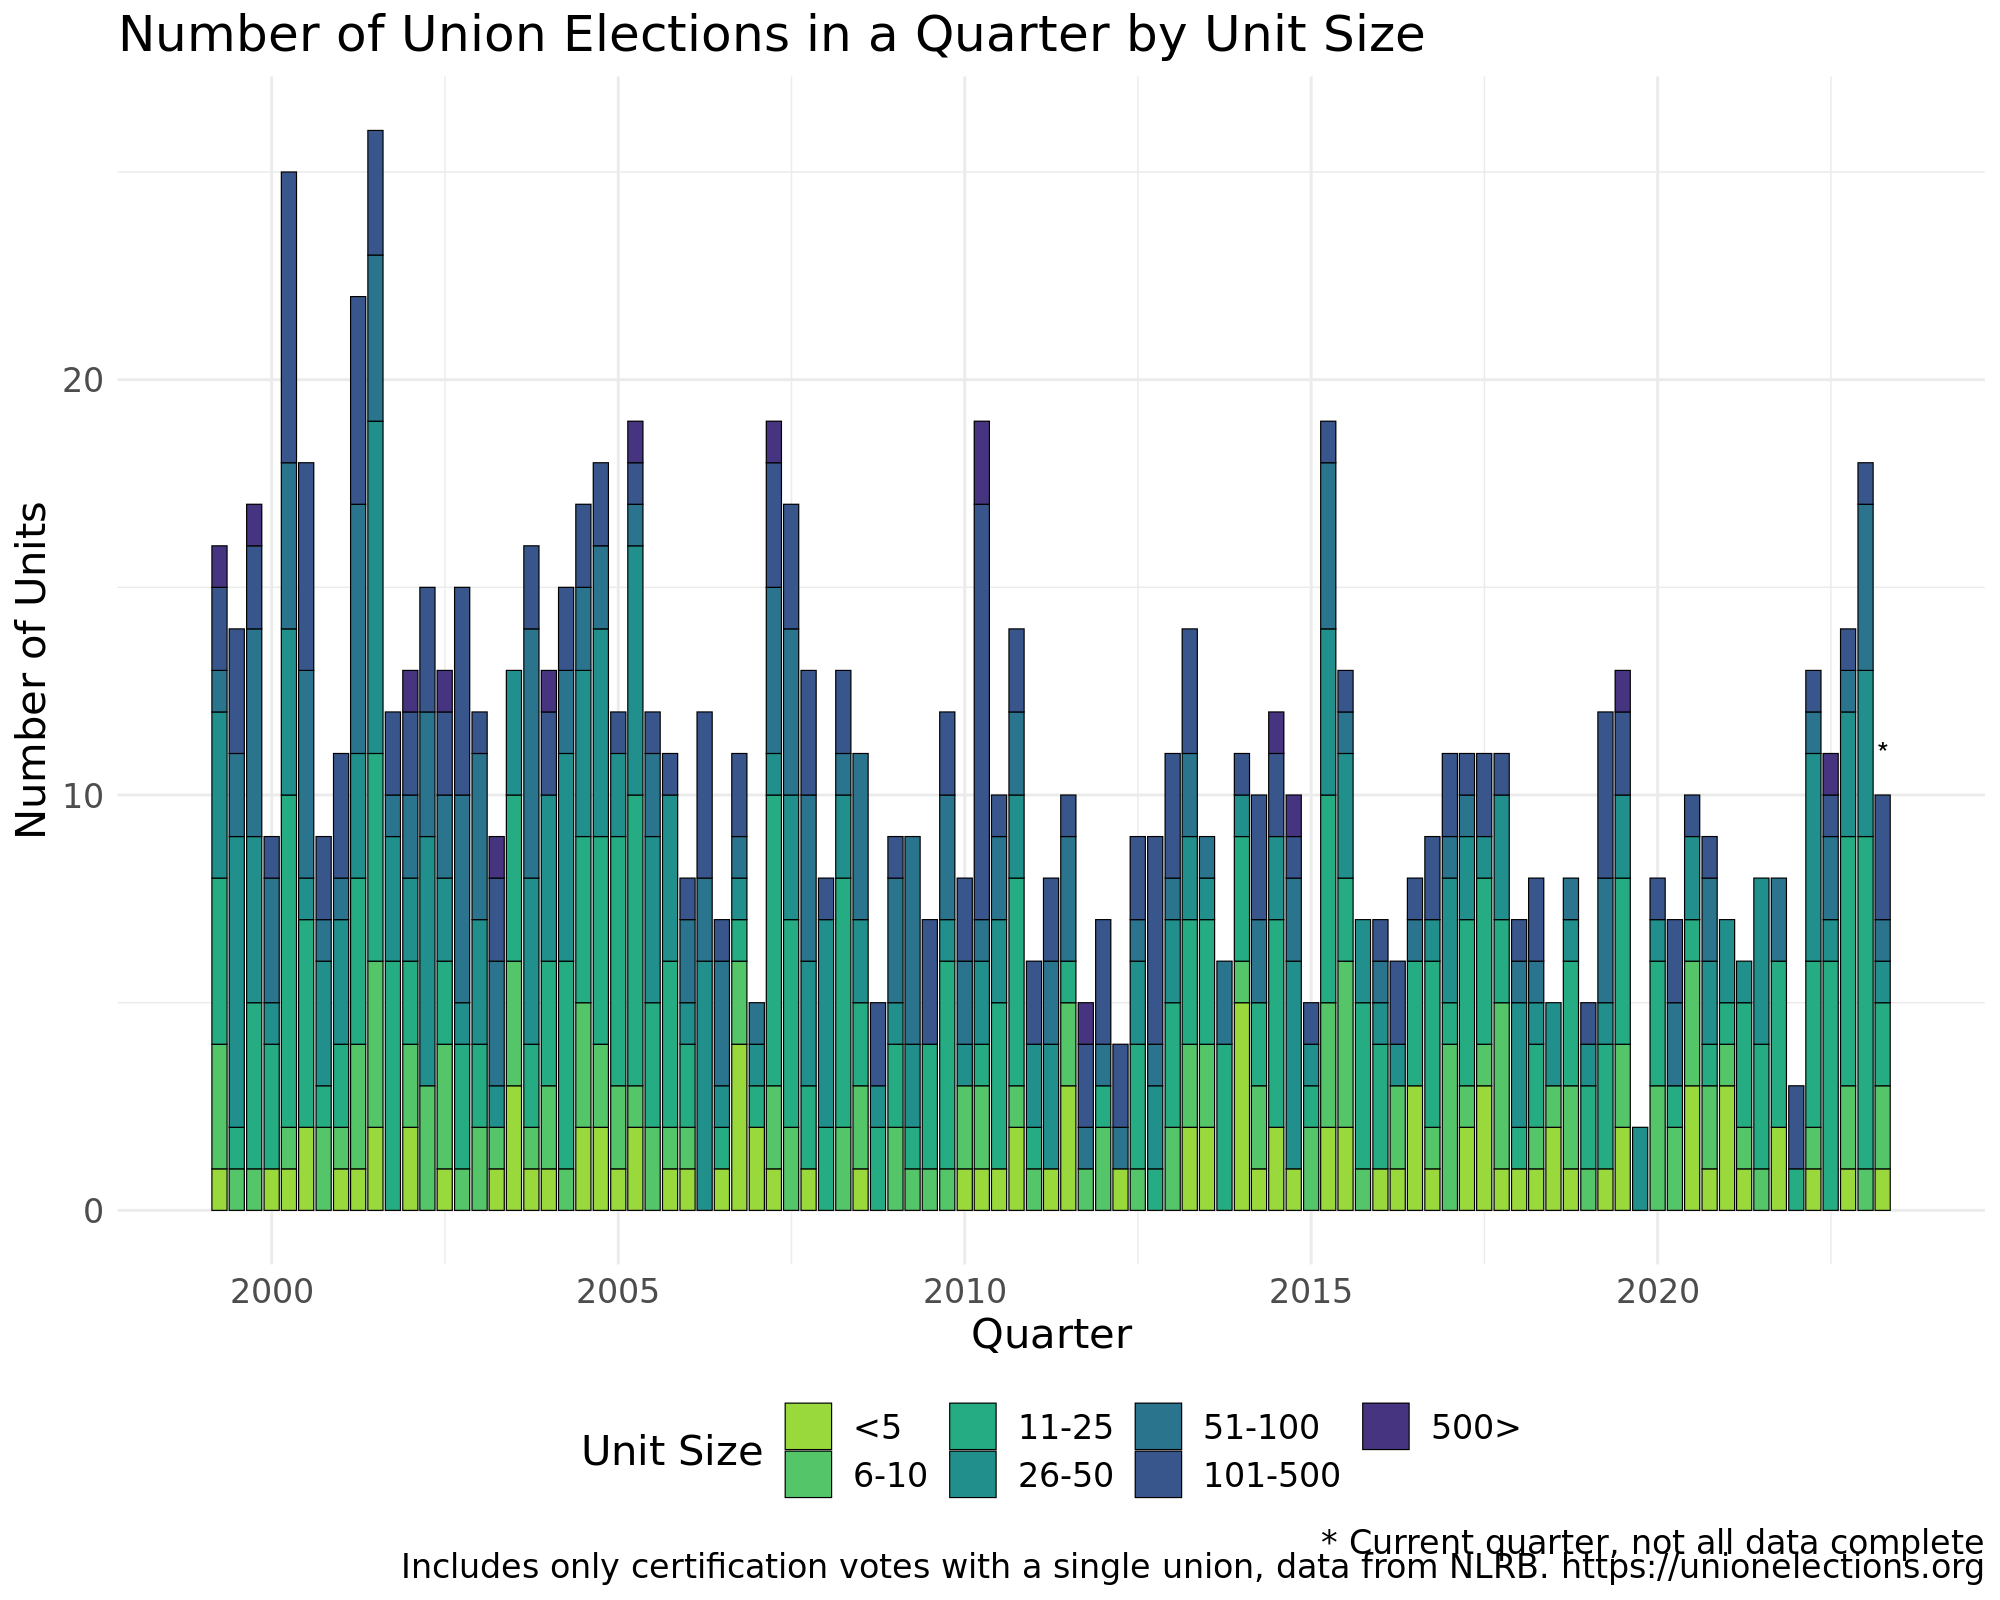 Number of Union Elections in a Quarter by Unit Size
Number of Units
20
10
0
*
2000 2005 2010 2015 2020
Quarter
Unit Size
<5 11-25 51-100 500>
6-10 26-50 101-500
* Current quarter, not all data complete
Includes only certification votes with a single union, data from NLRB. https://unionelections.org